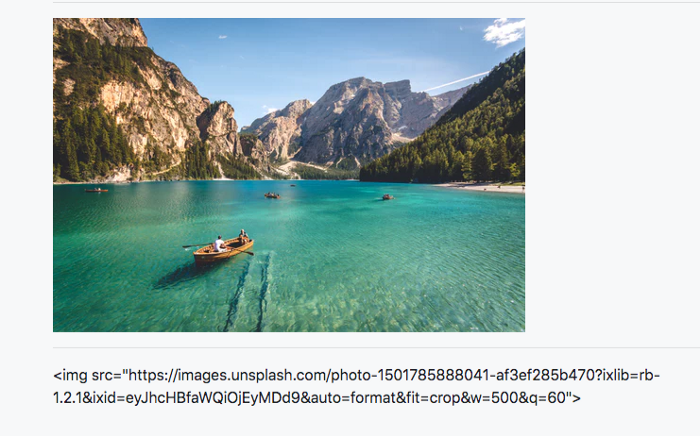 <img src="https://images.unsplash.com/photo-1501785888041-af3ef285b470?ixlib=rb-
1.2.1&ixid=eyJhcHBfaWQiOjEyMDd9&auto=format&fit=crop&w=500&q=60">